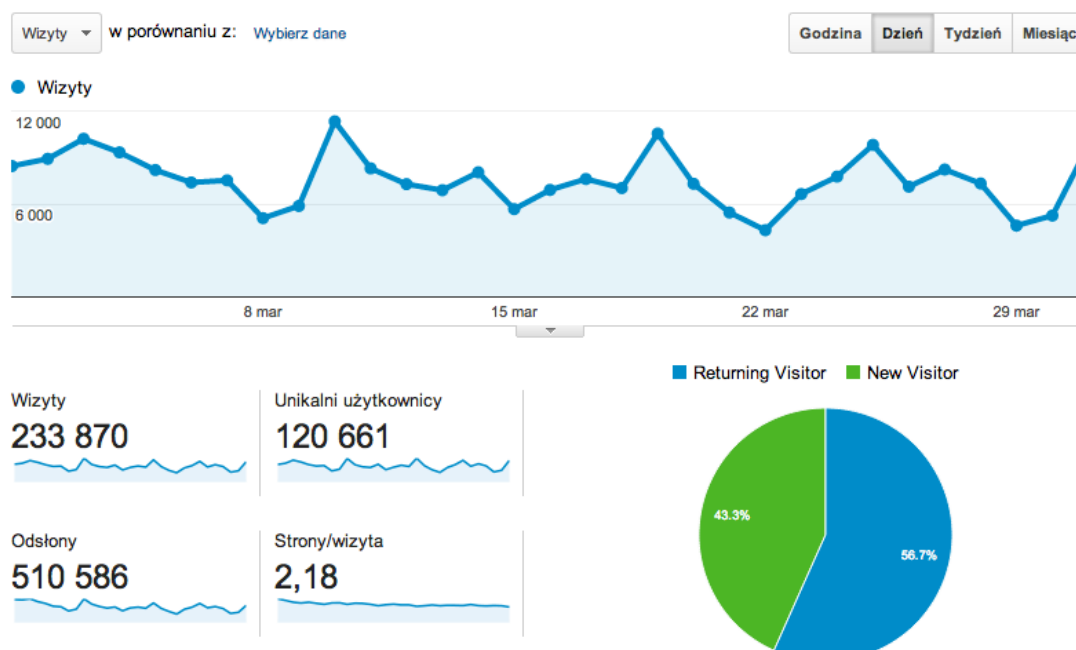 Wizyty w porównaniu z: Wybierz dane Godzina Dzień Tydzień Miesiąc
Wizyty
12 000
6 000
8 mar 15 mar 22 mar 29 mar
Returning Visitor New Visitor
Wizyty Unikalni użytkownicy
233 870 120 661
43.3%
56.7%
Odsłony Strony/wizyta
510 586 2,18